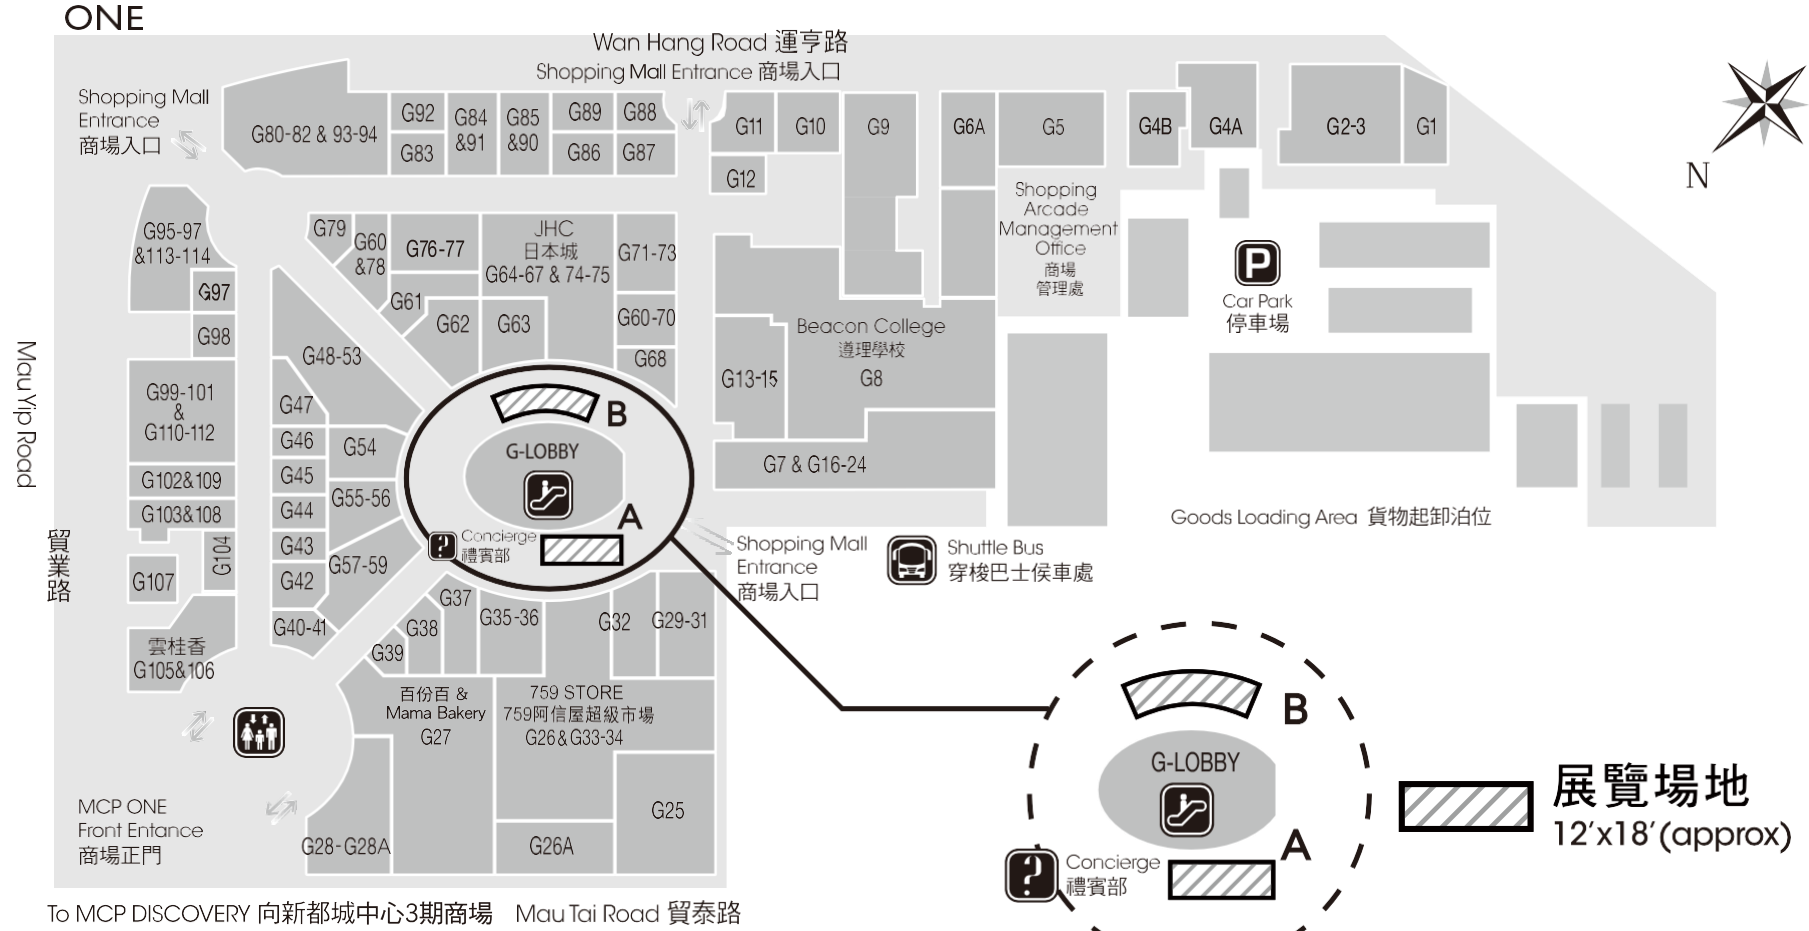 ONE
Wan Hang Road 運亨路
Shopping Mall Entrance 商場入口
Shopping Mall
Entrance
商場入口
G80-82 & 93-94
G92
G83
G84
&91
G85
&90
G89
G86
G88
G87
G11
G10
G12
G9
G6A
G5
G4B
G4A
G2-3
G1
N
Shopping
Arcade
Management
Office
商場
管理處
P
Car Park
停車場
G95-97
&113-114
G97
G98
G79
G60
&78
G76-77
G61
G62
G63
JHC
日本城
G64-67 & 74-75
G71-73
G60-70
G68
Beacon College
遵理學校
G8
G13-15
G7 & G16-24
Mau Yip Road
貿業路
G99-101
&
G110-112
G102&109
G103&108
G104
G107
雲桂香
G105&106
G48-53
G47
G46
G45
G44
G43
G42
G40-41
G54
G55-56
G57-59
B
G-LOBBY
A
?
Concierge
禮賓部
Shopping Mall
Entrance
商場入口
Shuttle Bus
穿梭巴士侯車處
Goods Loading Area 貨物起卸泊位
G37
G38
G39
G35-36
G32
G29-31
百份百 &
Mama Bakery
G27
759 STORE
759阿信屋超級市場
G26&G33-34
G25
G26A
G28-G28A
MCP ONE
Front Entance
商場正門
To MCP DISCOVERY 向新都城中心3期商場
Mau Tai Road 貿泰路
B
G-LOBBY
A
?
Concierge
禮賓部
展覽場地
12'x18'(approx)